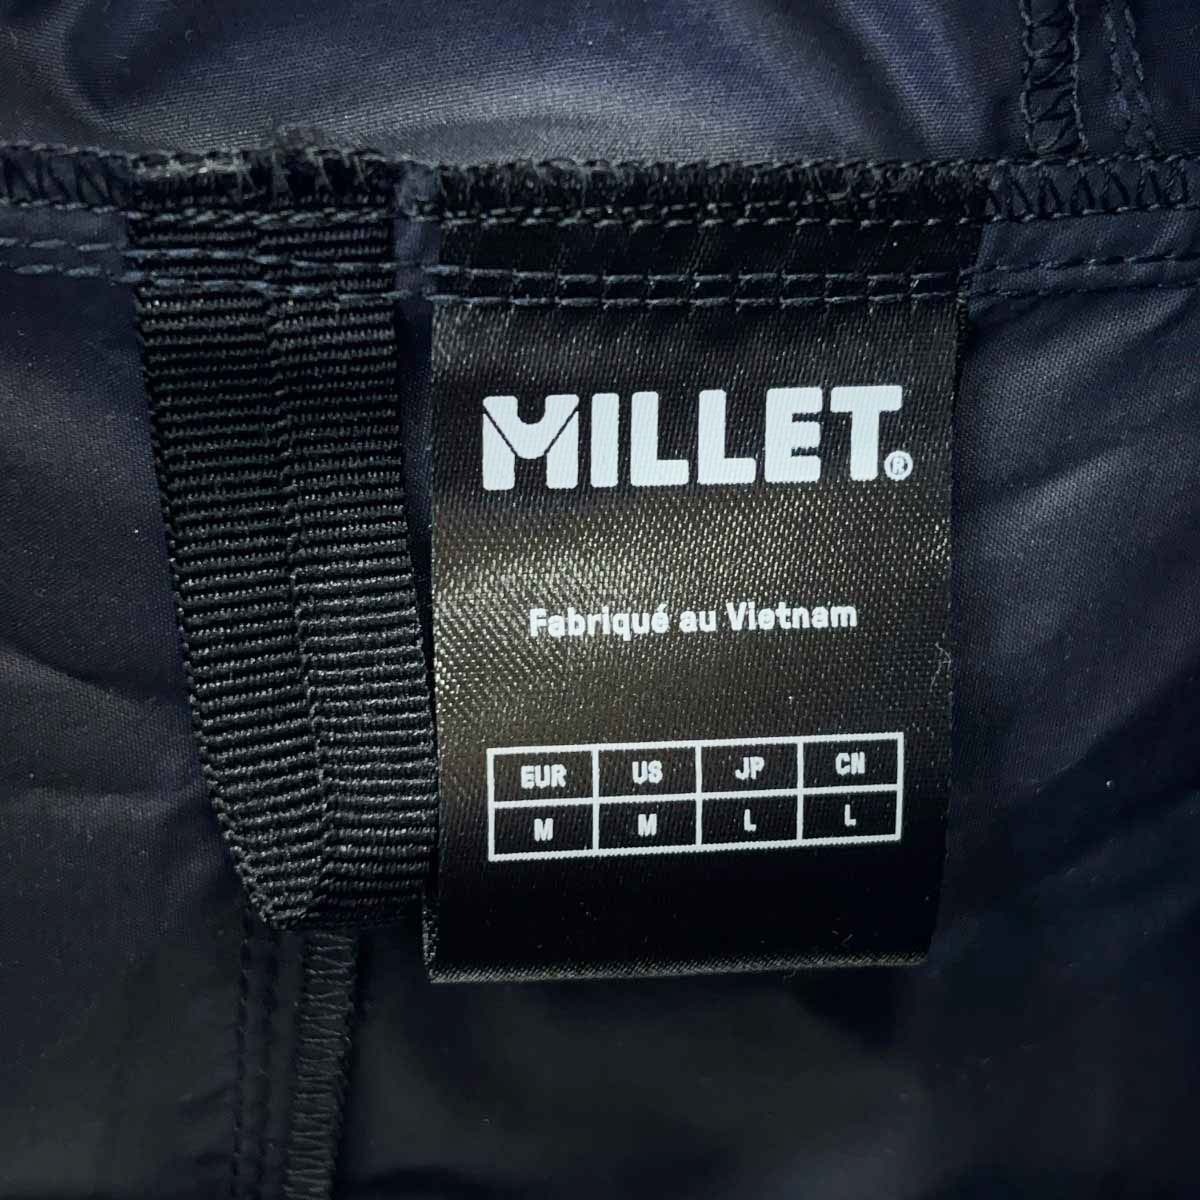 MILLET®
Fabriqué au Vietnam
EUR US JP CN
M M L L